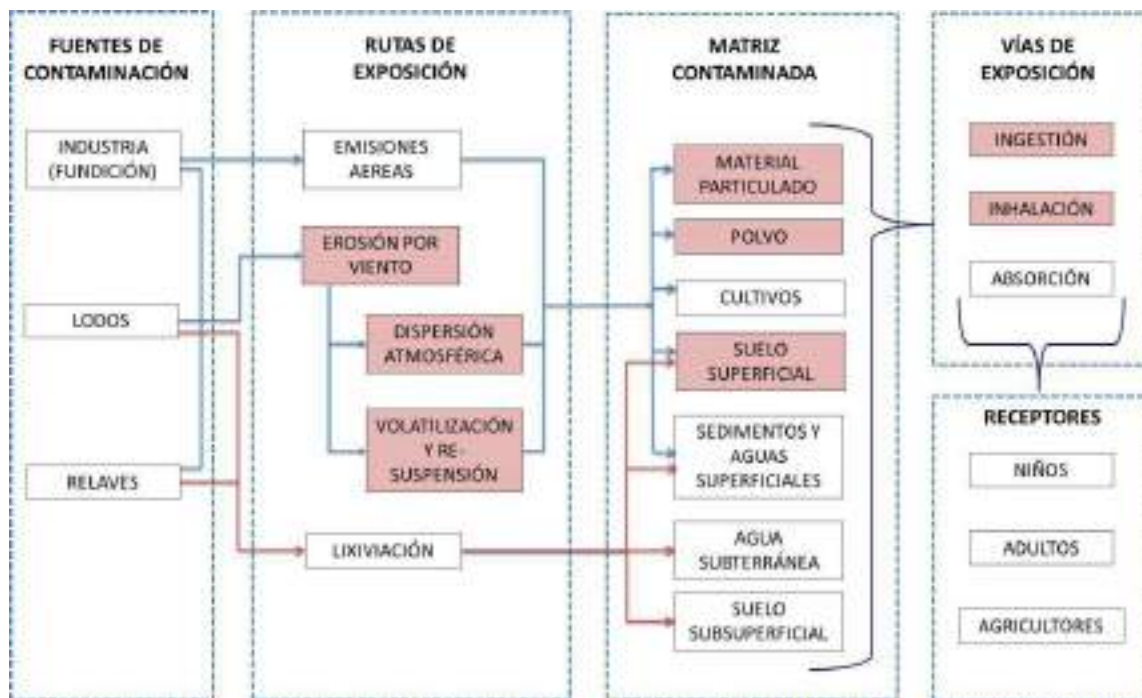 FUENTES DE
CONTAMINACIÓN
INDUSTRIA
(FUNDICIÓN)
LODOS
RELAVES
RUTAS DE
EXPOSICIÓN
EMISIONES
AEREAS
EROSIÓN POR
VIENTO
DISPERSIÓN
ATMOSFÉRICA
VOLATILIZACIÓN
Y RE-
SUSPENSIÓN
LIXIVIACIÓN
MATRIZ
CONTAMINADA
MATERIAL
PARTICULADO
POLVO
CULTIVOS
SUELO
SUPERFICIAL
SEDIMENTOS Y
AGUAS
SUPERFICIALES
AGUA
SUBTERRÁNEA
SUELO
SUBSUPERFICIAL
VÍAS DE
EXPOSICIÓN
INGESTIÓN
INHALACIÓN
ABSORCIÓN
RECEPTORES
NIÑOS
ADULTOS
AGRICULTORES